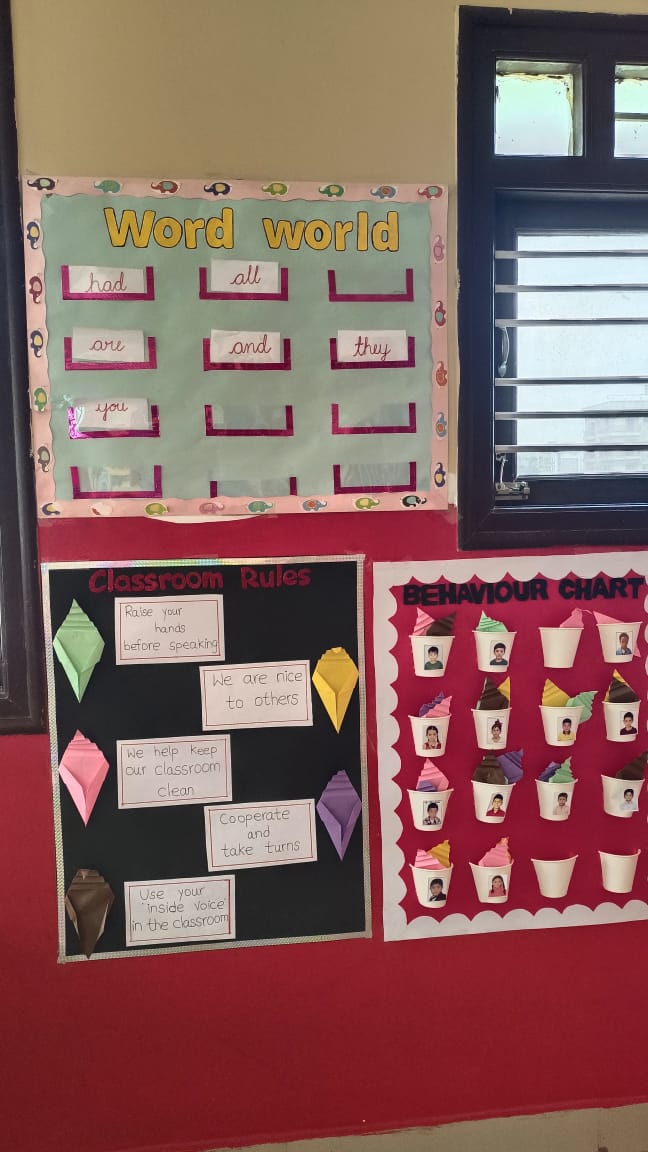 Word world
had
all
are
and
they
you
Classroom Rules
Raise your
hands
before speaking
We are nice
to others
We help keep
our classroom
clean
Cooperate
and
take turns
Use your
'inside voice'
in the classroom
BEHAVIOUR CHART